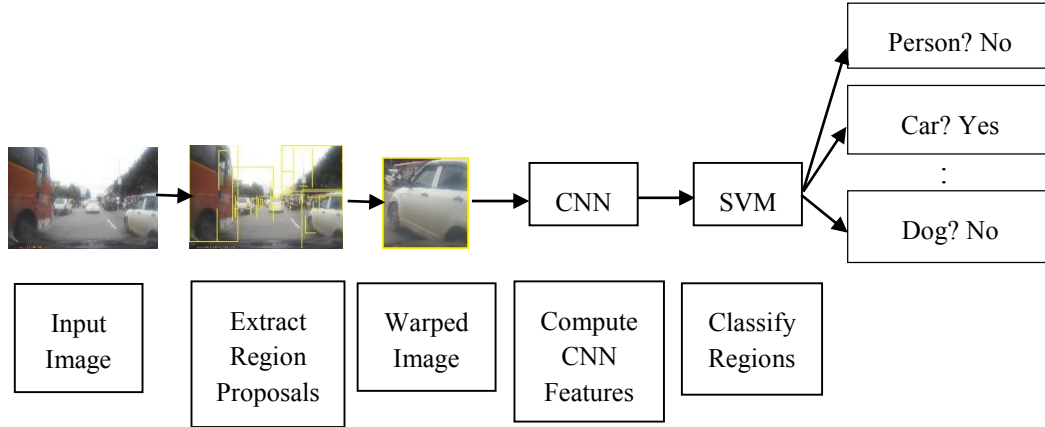 Person? No
Car? Yes
:
Dog? No
CNN
SVM
Input
Image
Extract
Region
Proposals
Warped
Image
Compute
CNN
Features
Classify
Regions